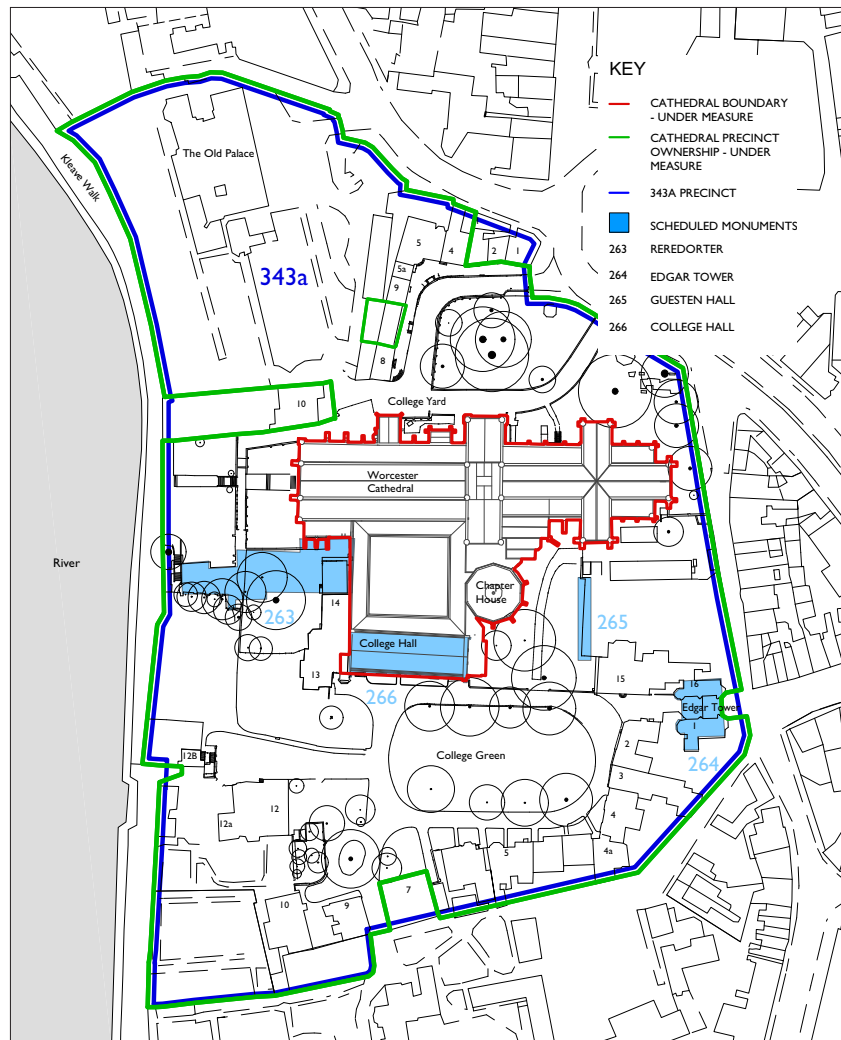 KEY
CATHEDRAL BOUNDARY
- UNDER MEASURE
CATHEDRAL PRECINCT
OWNERSHIP - UNDER
MEASURE
343A PRECINCT
SCHEDULED MONUMENTS
263 REREDORTER
264 EDGAR TOWER
265 GUESTEN HALL
266 COLLEGE HALL
The Old Palace
Kleave Walk
343a
5
4
2
1
5a
9
8
10
College Yard
Worcester
Cathedral
River
Chapter
House
263
14
265
College Hall
13
266
15
16
Edgar Tower
1
264
2
College Green
3
12B
12
12a
4
5
4a
7
10
9